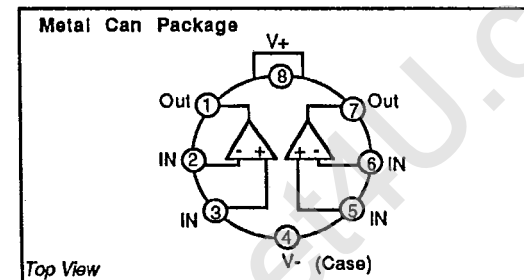 Metal Can Package
V+
8
Out 1 7 Out
- + + -
IN 2 6 IN
IN 3 5 IN
4
V- (Case)
Top View
et4U.c